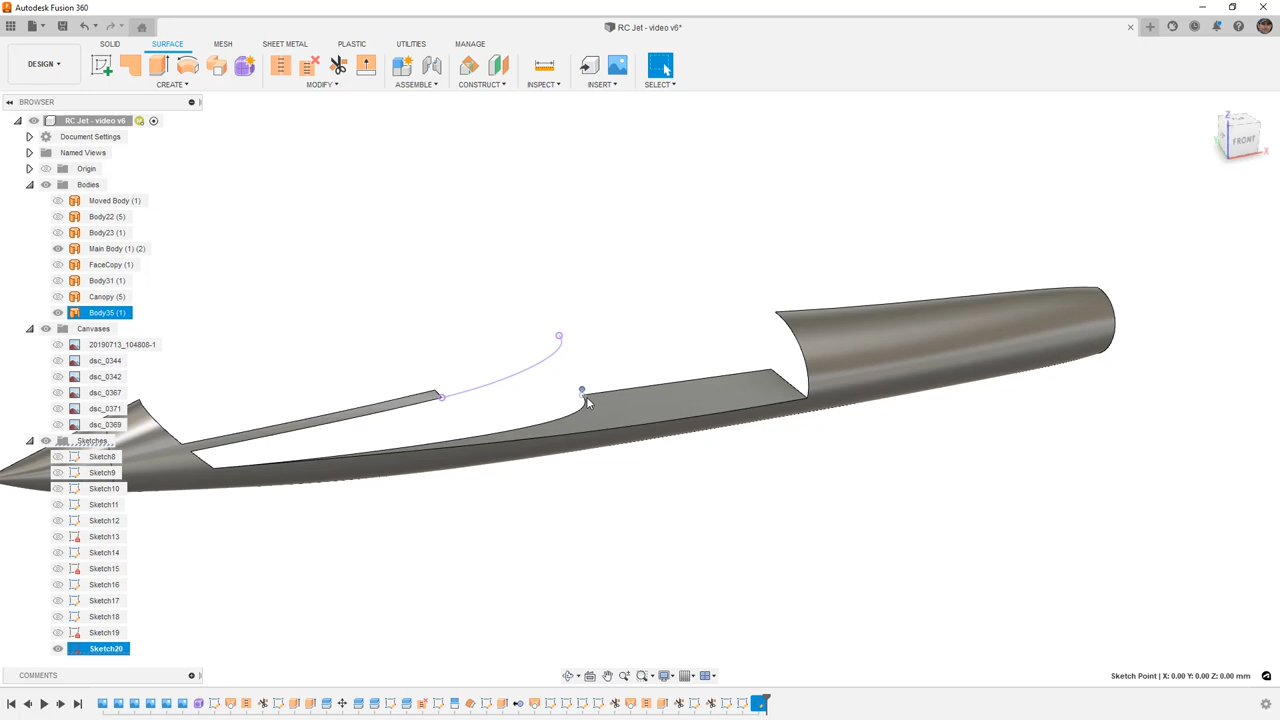 Autodesk Fusion 360
RC Jet - video v6*
SOLID SURFACE MESH SHEET METAL PLASTIC UTILITIES MANAGE
DESIGN
CREATE MODIFY ASSEMBLE CONSTRUCT INSPECT INSERT SELECT
BROWSER
RC Jet - video v6
Document Settings
Named Views
Origin
Bodies
Moved Body (1)
Body22 (5)
Body23 (1)
Main Body (1) (2)
FaceCopy (1)
Body31 (1)
Canopy (5)
Body35 (1)
Canvases
20190713_104808-1
dsc_0344
dsc_0342
dsc_0367
dsc_0371
dsc_0369
Sketches
Sketch8
Sketch9
Sketch10
Sketch11
Sketch12
Sketch13
Sketch14
Sketch15
Sketch16
Sketch17
Sketch18
Sketch19
Sketch20
Z
FRONT
X
COMMENTS
Sketch Point | X: 0.00 Y: 0.00 Z: 0.00 mm